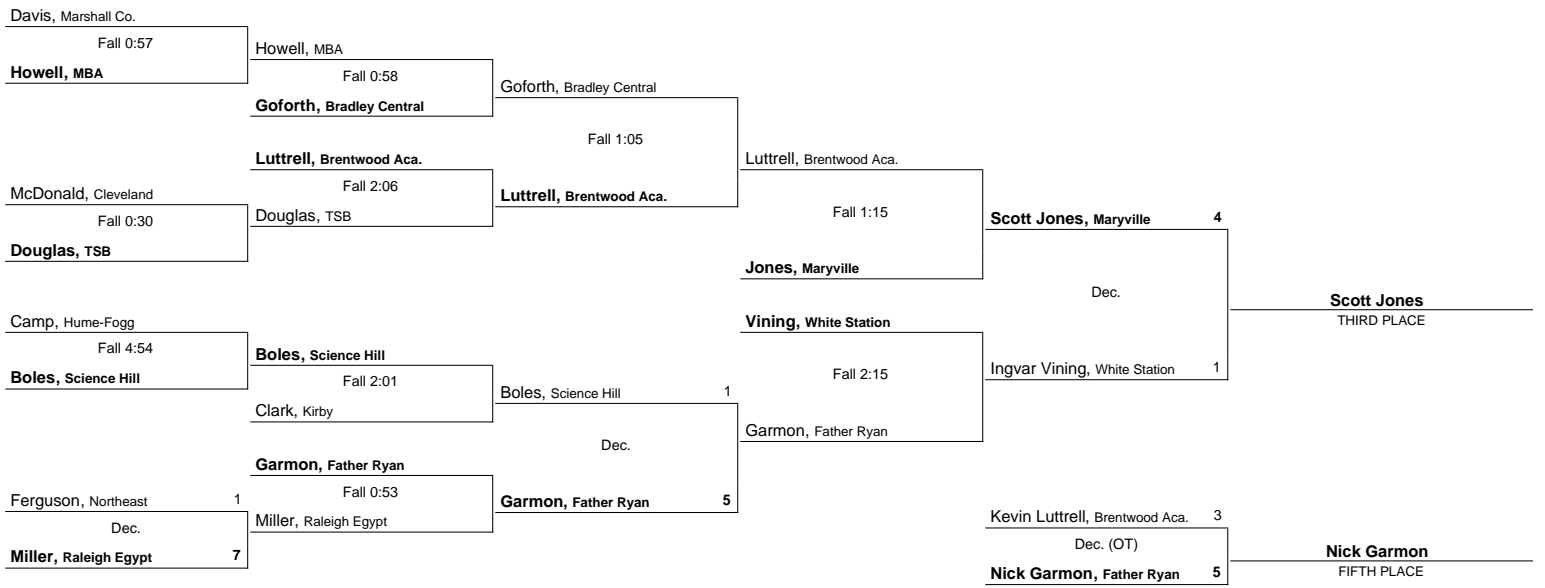 Davis, Marshall Co.
Fall 0:57
Howell, MBA
McDonald, Cleveland
Fall 0:30
Douglas, TSB
Camp, Hume-Fogg
Fall 4:54
Boles, Science Hill
Ferguson, Northeast 1
Dec.
Miller, Raleigh Egypt 7
Howell, MBA
Fall 0:58
Goforth, Bradley Central
Luttrell, Brentwood Aca.
Fall 2:06
Douglas, TSB
Boles, Science Hill
Fall 2:01
Clark, Kirby
Garmon, Father Ryan
Fall 0:53
Miller, Raleigh Egypt
Goforth, Bradley Central
Fall 1:05
Luttrell, Brentwood Aca.
Boles, Science Hill 1
Dec.
Garmon, Father Ryan 5
Luttrell, Brentwood Aca.
Fall 1:15
Jones, Maryville
Vining, White Station
Fall 2:15
Garmon, Father Ryan
Scott Jones, Maryville 4
Dec.
Ingvar Vining, White Station 1
Kevin Luttrell, Brentwood Aca. 3
Dec. (OT)
Nick Garmon, Father Ryan 5
Scott Jones
THIRD PLACE
Nick Garmon
FIFTH PLACE